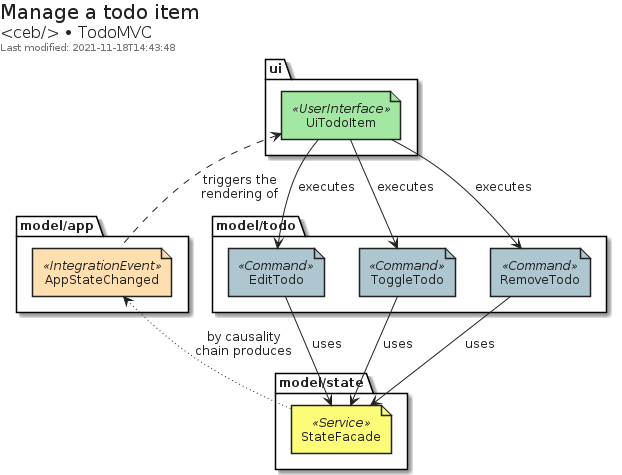 Manage a todo item
<ceb/> • TodoMVC
Last modified: 2021-11-18T14:43:48
ui
«UserInterface»
UiTodoItem
triggers the
rendering of
executes
executes
executes
model/app
«IntegrationEvent»
AppStateChanged
model/todo
«Command»
EditTodo
«Command»
ToggleTodo
«Command»
RemoveTodo
by causality
chain produces
uses
uses
uses
model/state
«Service»
StateFacade